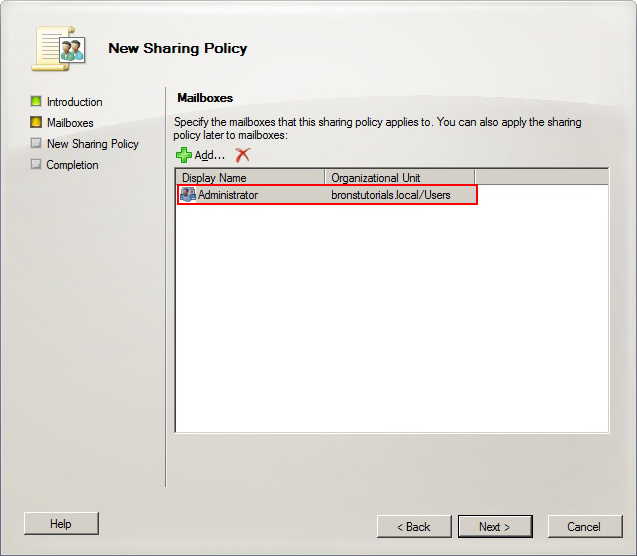 New Sharing Policy
Introduction
Mailboxes
New Sharing Policy
Completion
Mailboxes
Specify the mailboxes that this sharing policy applies to. You can also apply the sharing
policy later to mailboxes:
Add...
Display Name Organizational Unit
Administrator bronstutorials.local/Users
Help
< Back
Next >
Cancel